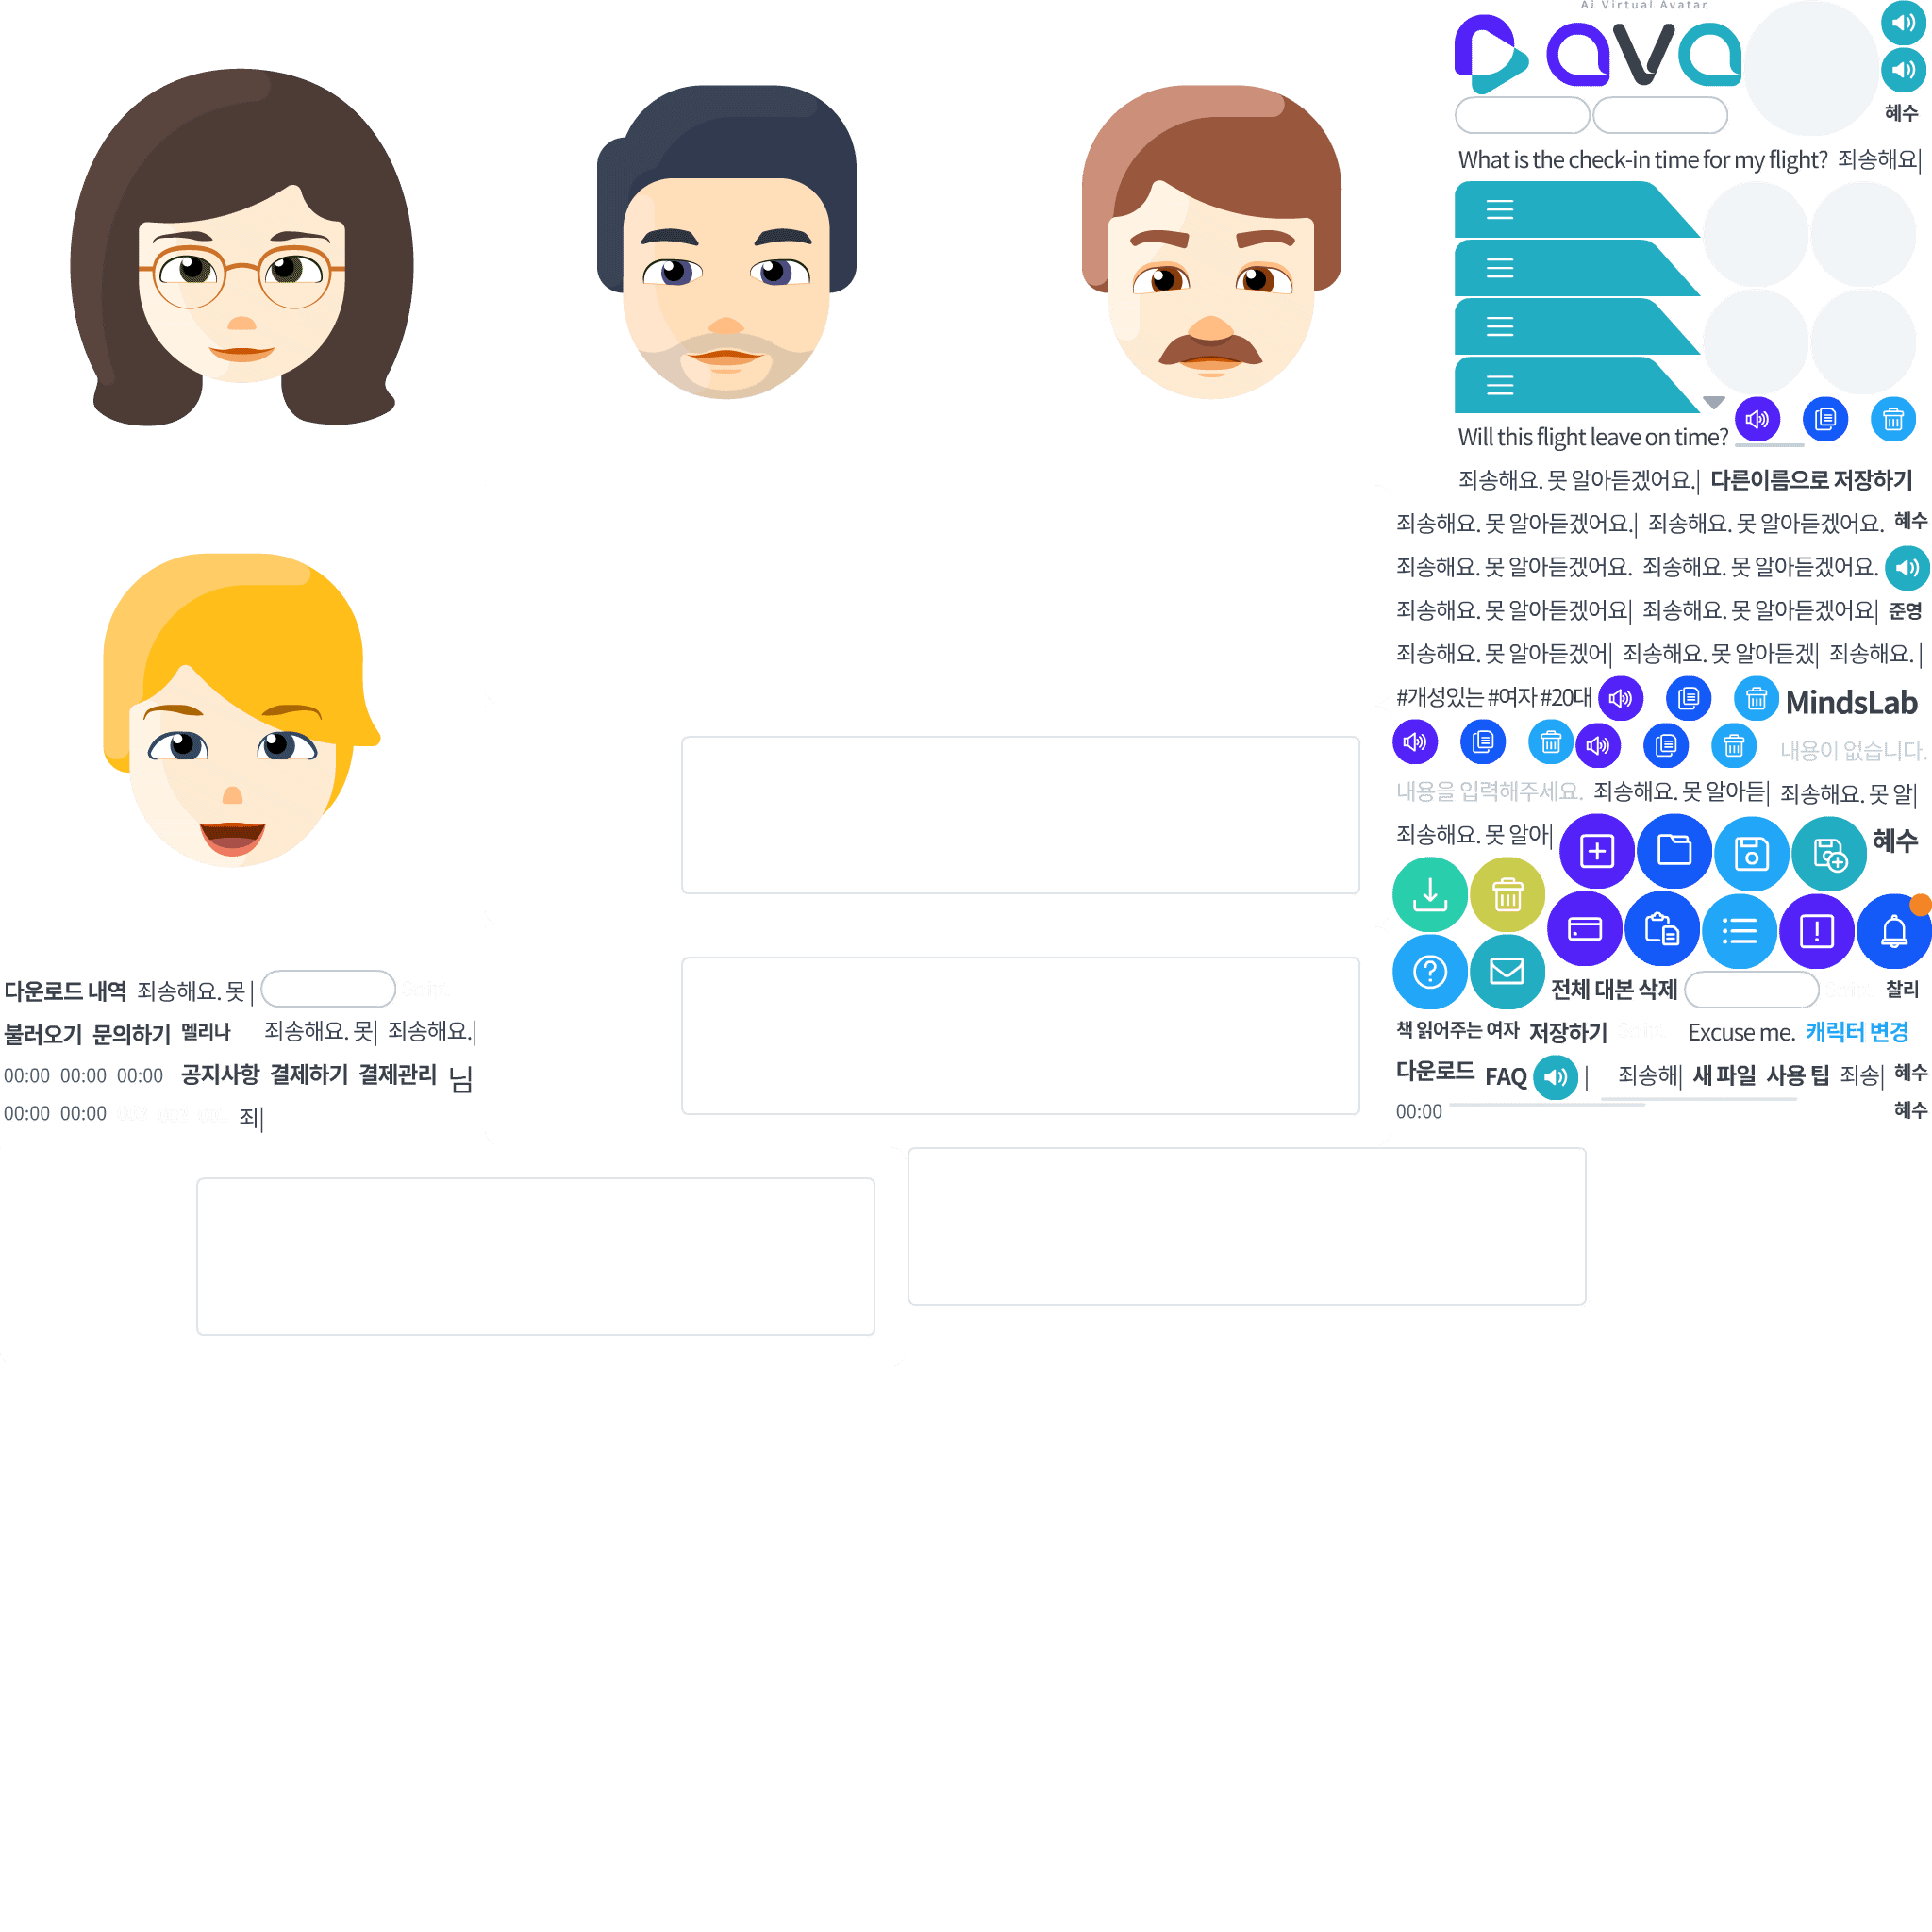 Ai Virtual Avatar
ava
혜수
What is the check-in time for my flight? 죄송해요|
Will this flight leave on time?
죄송해요. 못 알아듣겠어요.| 다른이름으로 저장하기
죄송해요. 못 알아듣겠어요.| 죄송해요. 못 알아듣겠어요. 혜수
죄송해요. 못 알아듣겠어요. 죄송해요. 못 알아듣겠어요.
죄송해요. 못 알아듣겠어요| 죄송해요. 못 알아듣겠어요| 준영
죄송해요. 못 알아듣겠어| 죄송해요. 못 알아듣겠| 죄송해요. |
#개성있는 #여자 #20대 MindsLab
내용이 없습니다.
내용을 입력해주세요. 죄송해요. 못 알아듣| 죄송해요. 못 알|
죄송해요. 못 알아| 혜수
다운로드 내역 죄송해요. 못 | 전체 대본 삭제 찰리
불러오기 문의하기 멜리나 죄송해요. 못| 죄송해요.| 책 읽어주는 여자 저장하기 Excuse me. 캐릭터 변경
00:00 00:00 00:00 공지사항 결제하기 결제관리 님 다운로드 FAQ | 죄송해| 새 파일 사용 팁 죄송| 혜수
00:00 00:00 죄| 00:00 혜수